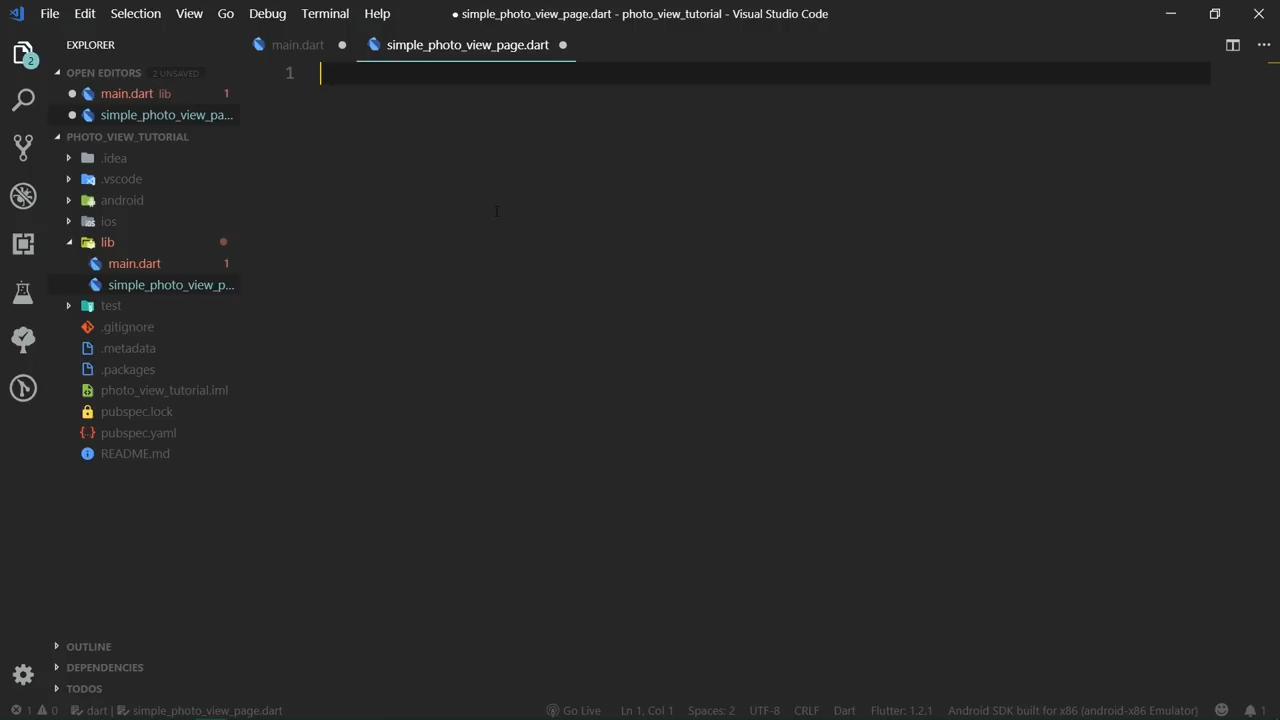 File Edit Selection View Go Debug Terminal Help
● simple_photo_view_page.dart - photo_view_tutorial - Visual Studio Code
EXPLORER
main.dart
simple_photo_view_page.dart
2
OPEN EDITORS 2 UNSAVED
main.dart lib 1
simple_photo_view_pa...
PHOTO_VIEW_TUTORIAL
.idea
.vscode
android
ios
lib
main.dart 1
simple_photo_view_p...
test
.gitignore
.metadata
.packages
photo_view_tutorial.iml
pubspec.lock
pubspec.yaml
README.md
1
OUTLINE
DEPENDENCIES
TODOS
1 0 dart | simple_photo_view_page.dart
Go Live Ln 1, Col 1 Spaces: 2 UTF-8 CRLF Dart Flutter: 1.2.1 Android SDK built for x86 (android-x86 Emulator) 1